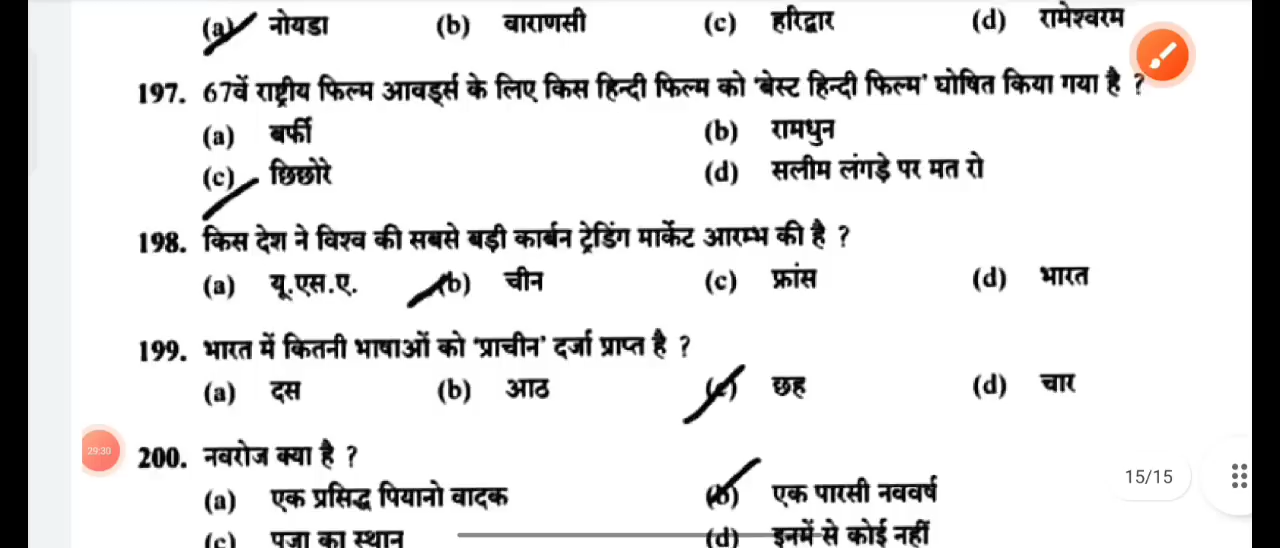 (a) नोयडा (b) वाराणसी (c) हरिद्वार (d) रामेश्वरम
197. 67वें राष्ट्रीय फिल्म आवर्ड्स के लिए किस हिन्दी फिल्म को 'बेस्ट हिन्दी फिल्म' घोषित किया गया है ?
(a) बर्फी (b) रामधुन
(c) छिछोरे (d) सलीम लंगड़े पर मत रो
198. किस देश ने विश्व की सबसे बड़ी कार्बन ट्रेडिंग मार्केट आरम्भ की है ?
(a) यू.एस.ए. (b) चीन (c) फ्रांस (d) भारत
199. भारत में कितनी भाषाओं को 'प्राचीन' दर्जा प्राप्त है ?
(a) दस (b) आठ (c) छह (d) चार
29:30
200. नवरोज क्या है ?
15/15
(a) एक प्रसिद्ध पियानो वादक (b) एक पारसी नववर्ष
(c) पूजा का स्थान (d) इनमें से कोई नहीं